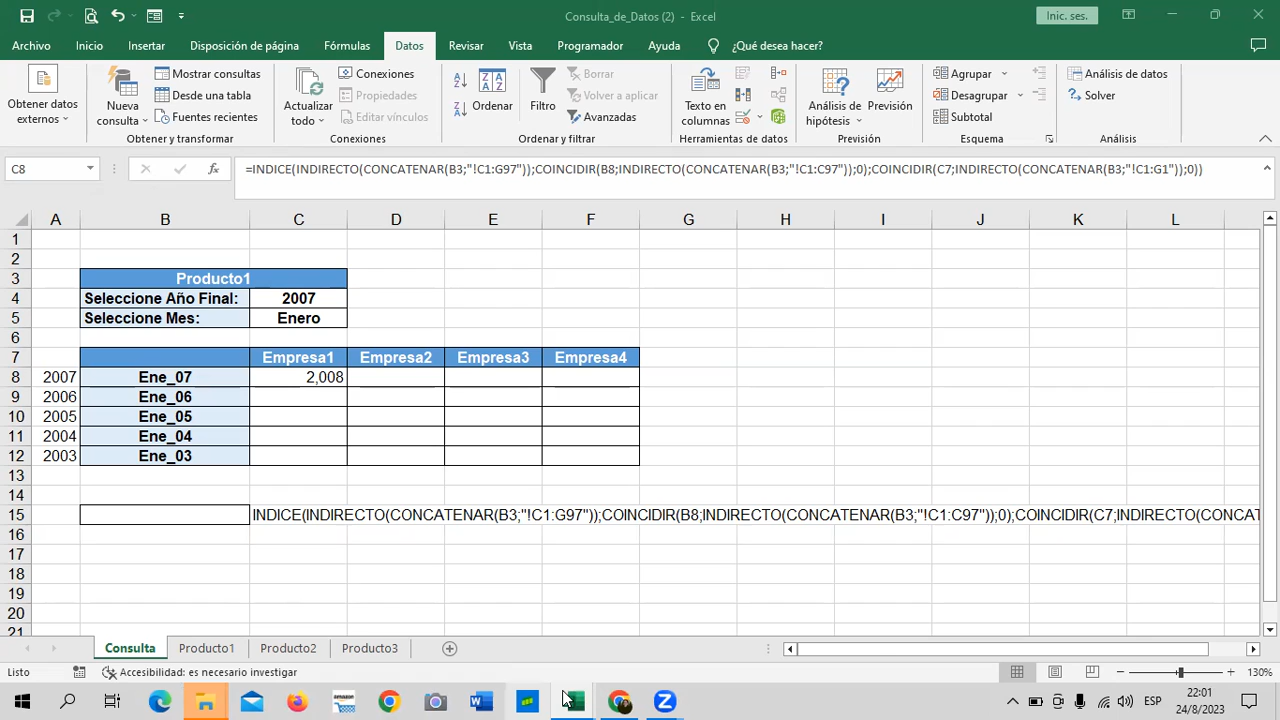 Consulta_de_Datos (2) - Excel
Inic. ses.
Archivo Inicio Insertar Disposición de página Fórmulas Datos Revisar Vista Programador Ayuda ¿Qué desea hacer?
Obtener datos externos
Nueva consulta
Mostrar consultas
Desde una tabla
Fuentes recientes
Obtener y transformar
Actualizar todo
Conexiones
Propiedades
Editar vínculos
Conexiones
Ordenar
Filtro
Borrar
Volver a aplicar
Avanzadas
Ordenar y filtrar
Texto en columnas
Herramientas de datos
Análisis de hipótesis
Previsión
Previsión
Agrupar
Desagrupar
Subtotal
Esquema
Análisis de datos
Solver
Análisis
C8 fx =INDICE(INDIRECTO(CONCATENAR(B3;"!C1:G97"));COINCIDIR(B8;INDIRECTO(CONCATENAR(B3;"!C1:C97"));0);COINCIDIR(C7;INDIRECTO(CONCATENAR(B3;"!C1:G1"));0))
A B C D E F G H I J K L
1
2
3 Producto1
4 Seleccione Año Final: 2007
5 Seleccione Mes: Enero
6
7 Empresa1 Empresa2 Empresa3 Empresa4
8 2007 Ene_07 2,008
9 2006 Ene_06
10 2005 Ene_05
11 2004 Ene_04
12 2003 Ene_03
13
14
15 INDICE(INDIRECTO(CONCATENAR(B3;"!C1:G97"));COINCIDIR(B8;INDIRECTO(CONCATENAR(B3;"!C1:C97"));0);COINCIDIR(C7;INDIRECTO(CONCAT
16
17
18
19
20
21
Consulta Producto1 Producto2 Producto3
Listo Accesibilidad: es necesario investigar 130%
ESP 22:01
24/8/2023